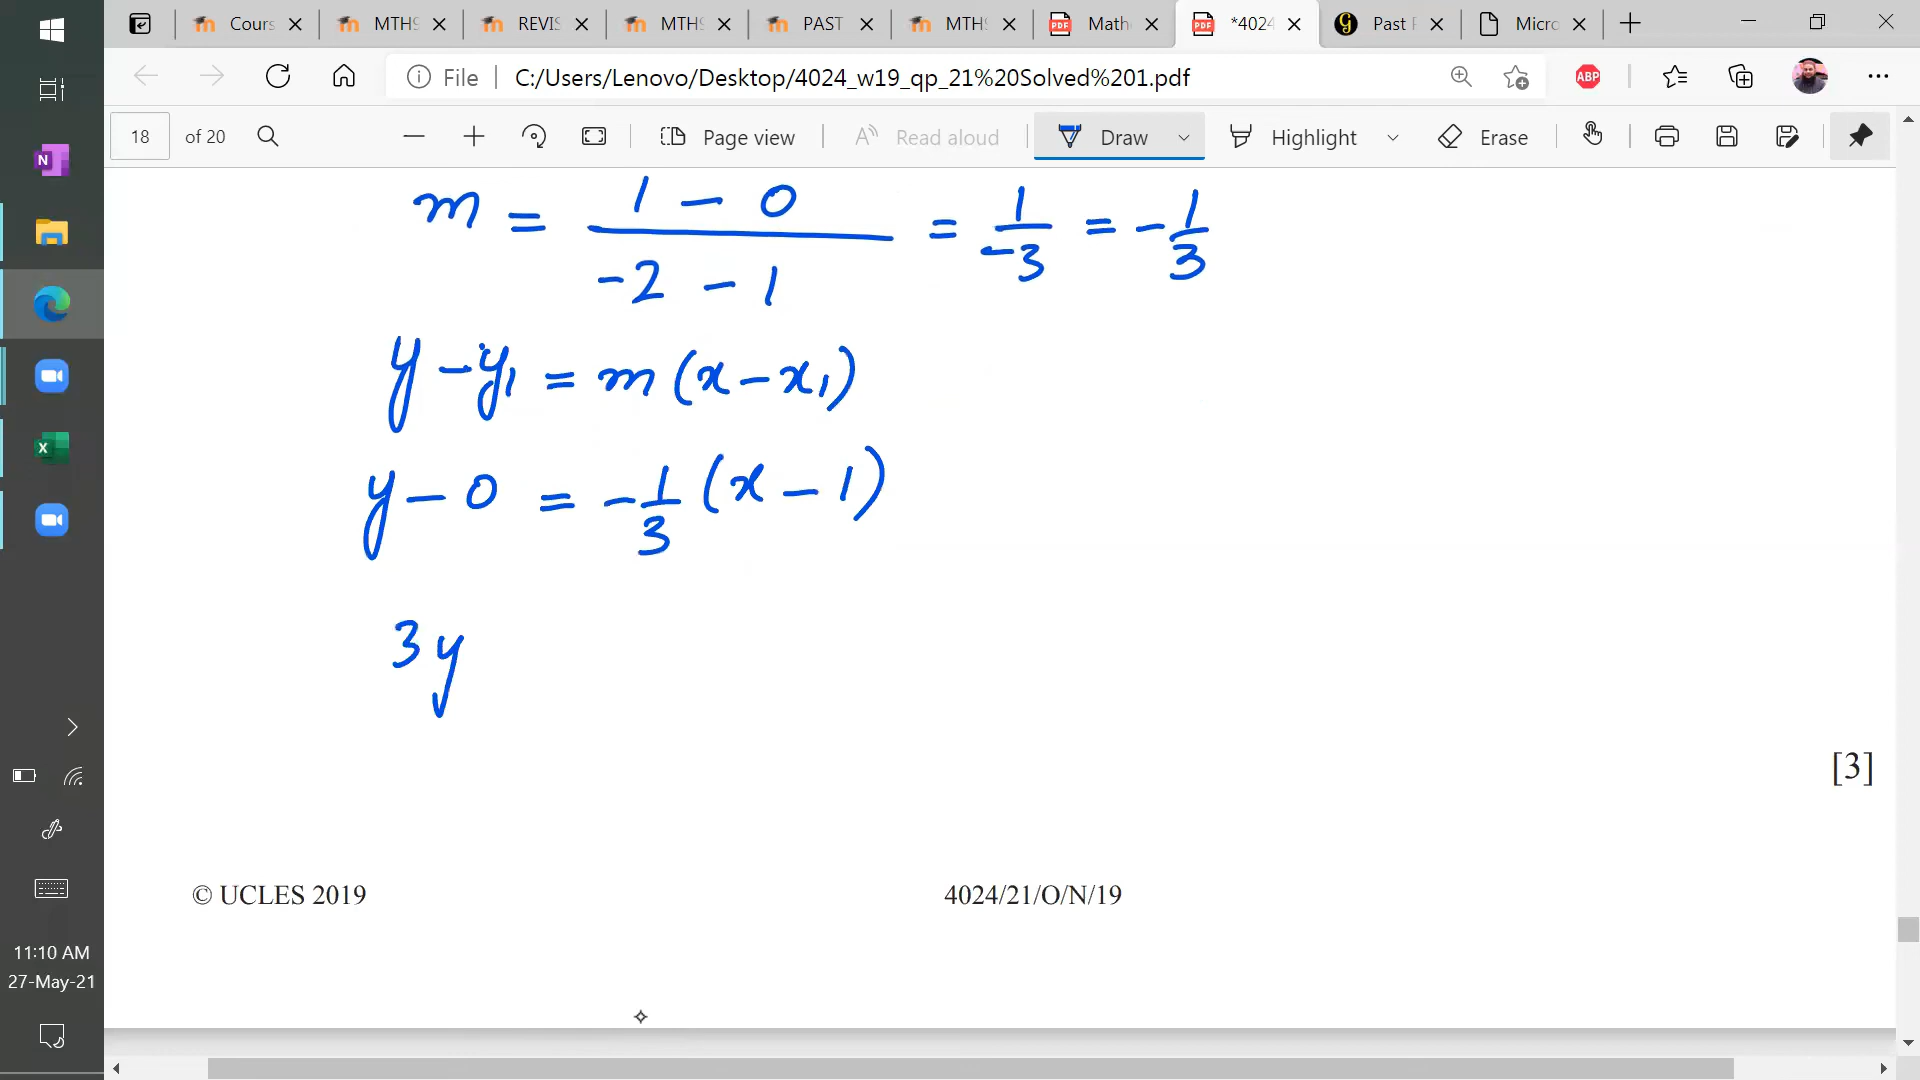 Cours
MTHS
REVIS
MTHS
PAST
MTHS
Mathe
*4024
Past P
Micro
File
C:/Users/Lenovo/Desktop/4024_w19_qp_21%20Solved%201.pdf
ABP
18 of 20
Page view
Read aloud
Draw
Highlight
Erase
m = (1 - 0)/(-2 - 1) = 1/-3 = -1/3
y - y₁ = m(x - x₁)
y - 0 = -1/3 (x - 1)
3y
[3]
© UCLES 2019
4024/21/O/N/19
11:10 AM
27-May-21